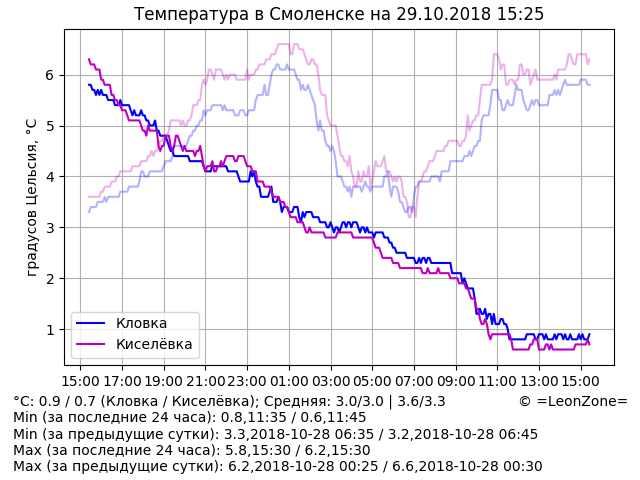 Температура в Смоленске на 29.10.2018 15:25
градусов Цельсия, °C
6
5
4
3
2
1
Кловка
Киселёвка
15:00 17:00 19:00 21:00 23:00 01:00 03:00 05:00 07:00 09:00 11:00 13:00 15:00
°C: 0.9 / 0.7 (Кловка / Киселёвка); Средняя: 3.0/3.0 | 3.6/3.3 © =LeonZone=
Min (за последние 24 часа): 0.8,11:35 / 0.6,11:45
Min (за предыдущие сутки): 3.3,2018-10-28 06:35 / 3.2,2018-10-28 06:45
Max (за последние 24 часа): 5.8,15:30 / 6.2,15:30
Max (за предыдущие сутки): 6.2,2018-10-28 00:25 / 6.6,2018-10-28 00:30